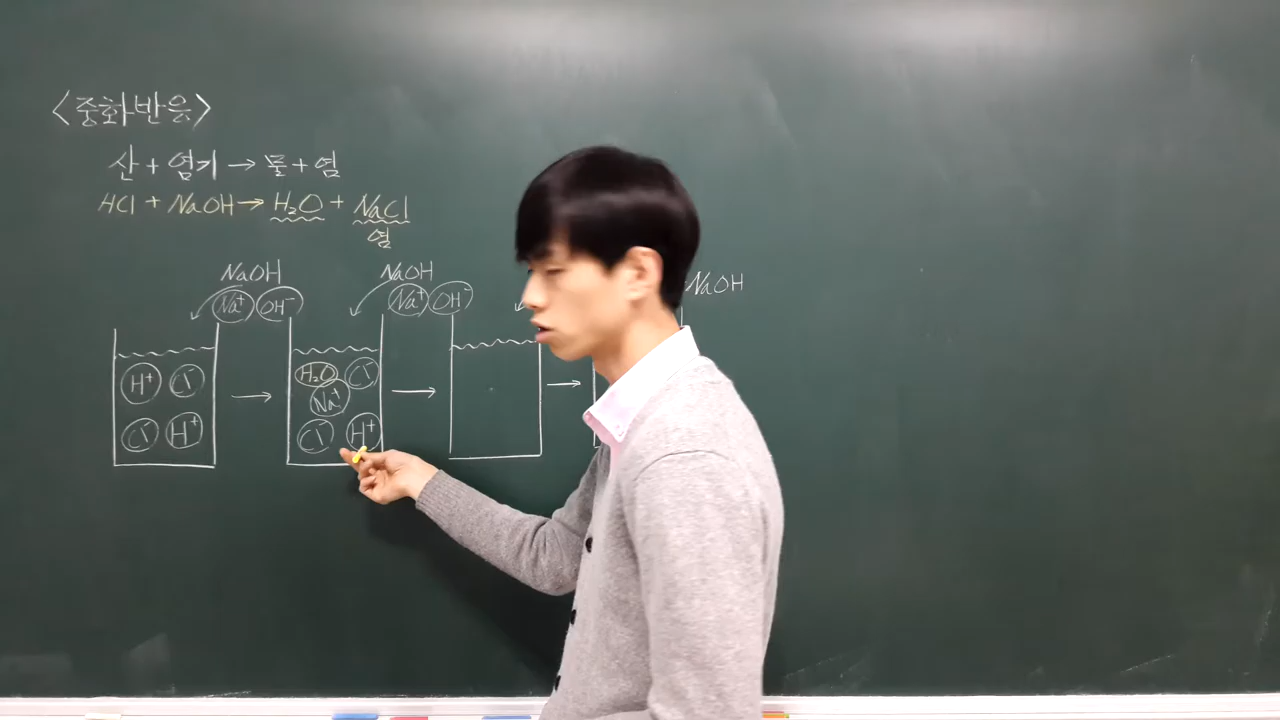 <중화반응>
산 + 염기 → 물 + 염
HCl + NaOH → H₂O + NaCl
염
NaOH NaOH NaOH
Na⁺ OH⁻ Na⁺ OH⁻
H⁺ Cl⁻ H₂O Cl⁻
Na⁺
Cl⁻ H⁺ Cl⁻ H⁺